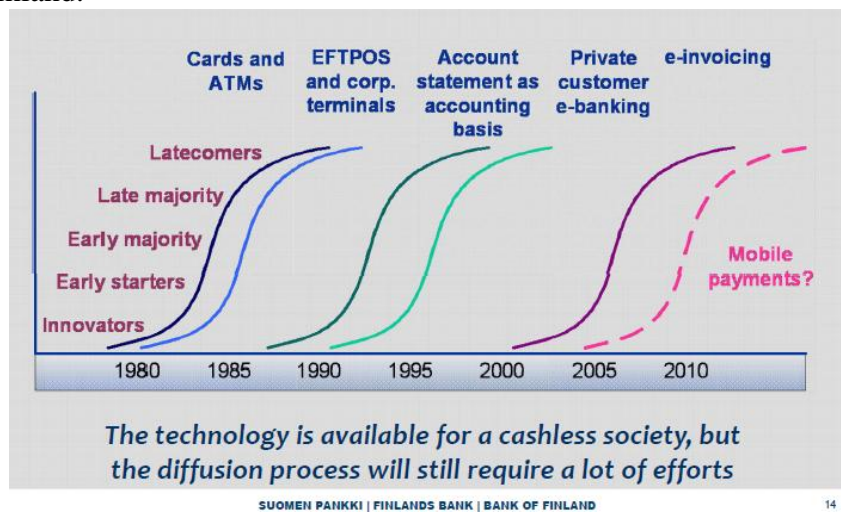 Cards and
ATMs
EFTPOS
and corp.
terminals
Account
statement as
accounting
basis
Private
customer
e-banking
e-invoicing
Latecomers
Late majority
Early majority
Early starters
Innovators
Mobile
payments?
1980 1985 1990 1995 2000 2005 2010
The technology is available for a cashless society, but
the diffusion process will still require a lot of efforts
SUOMEN PANKKI | FINLANDS BANK | BANK OF FINLAND
14